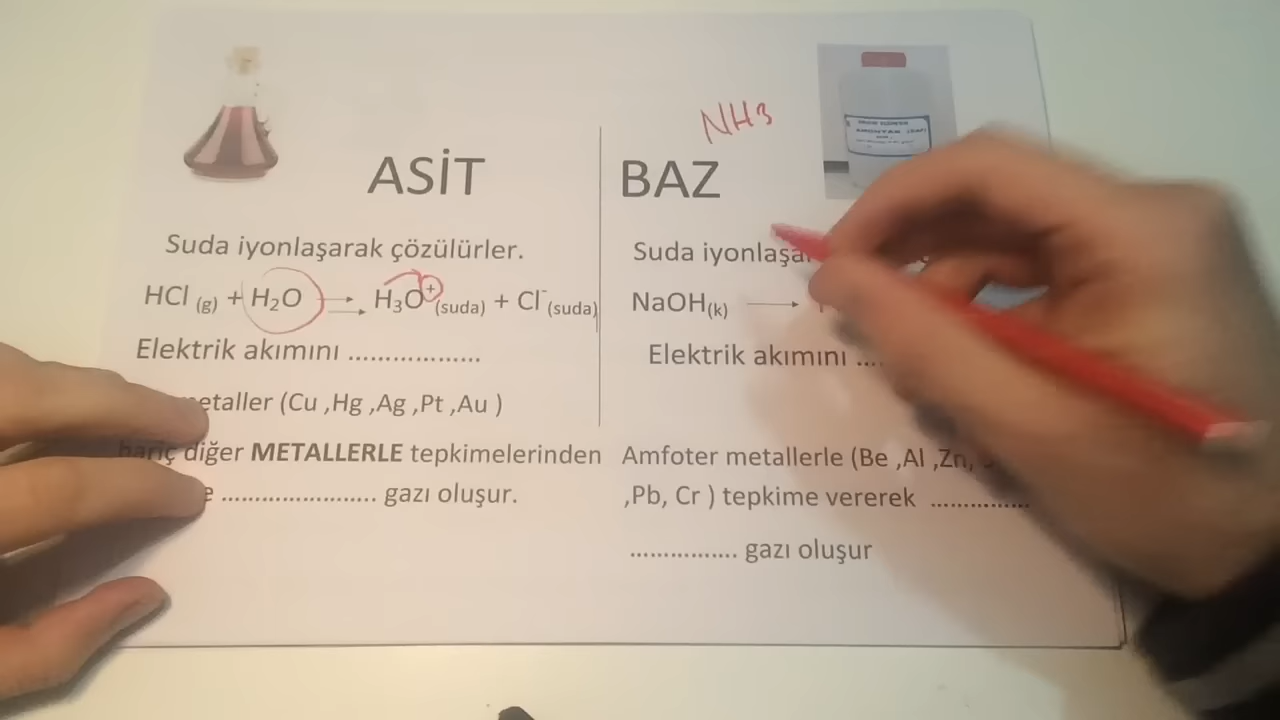 NH3
AMONYAK
ASİT
Suda iyonlaşarak çözülürler.
HCl (g) + H₂O ⇄ H₃O⁺(suda) + Cl⁻(suda)
Elektrik akımını ..................
(Cu ,Hg ,Ag ,Pt ,Au )
hariç diğer METALLERLE tepkimelerinden
....................... gazı oluşur.
BAZ
Suda
NaOH(k) →
Elektrik akımını ....
Amfoter metallerle (Be ,Al ,Zn,
,Pb, Cr ) tepkime vererek ...............
................ gazı oluşur